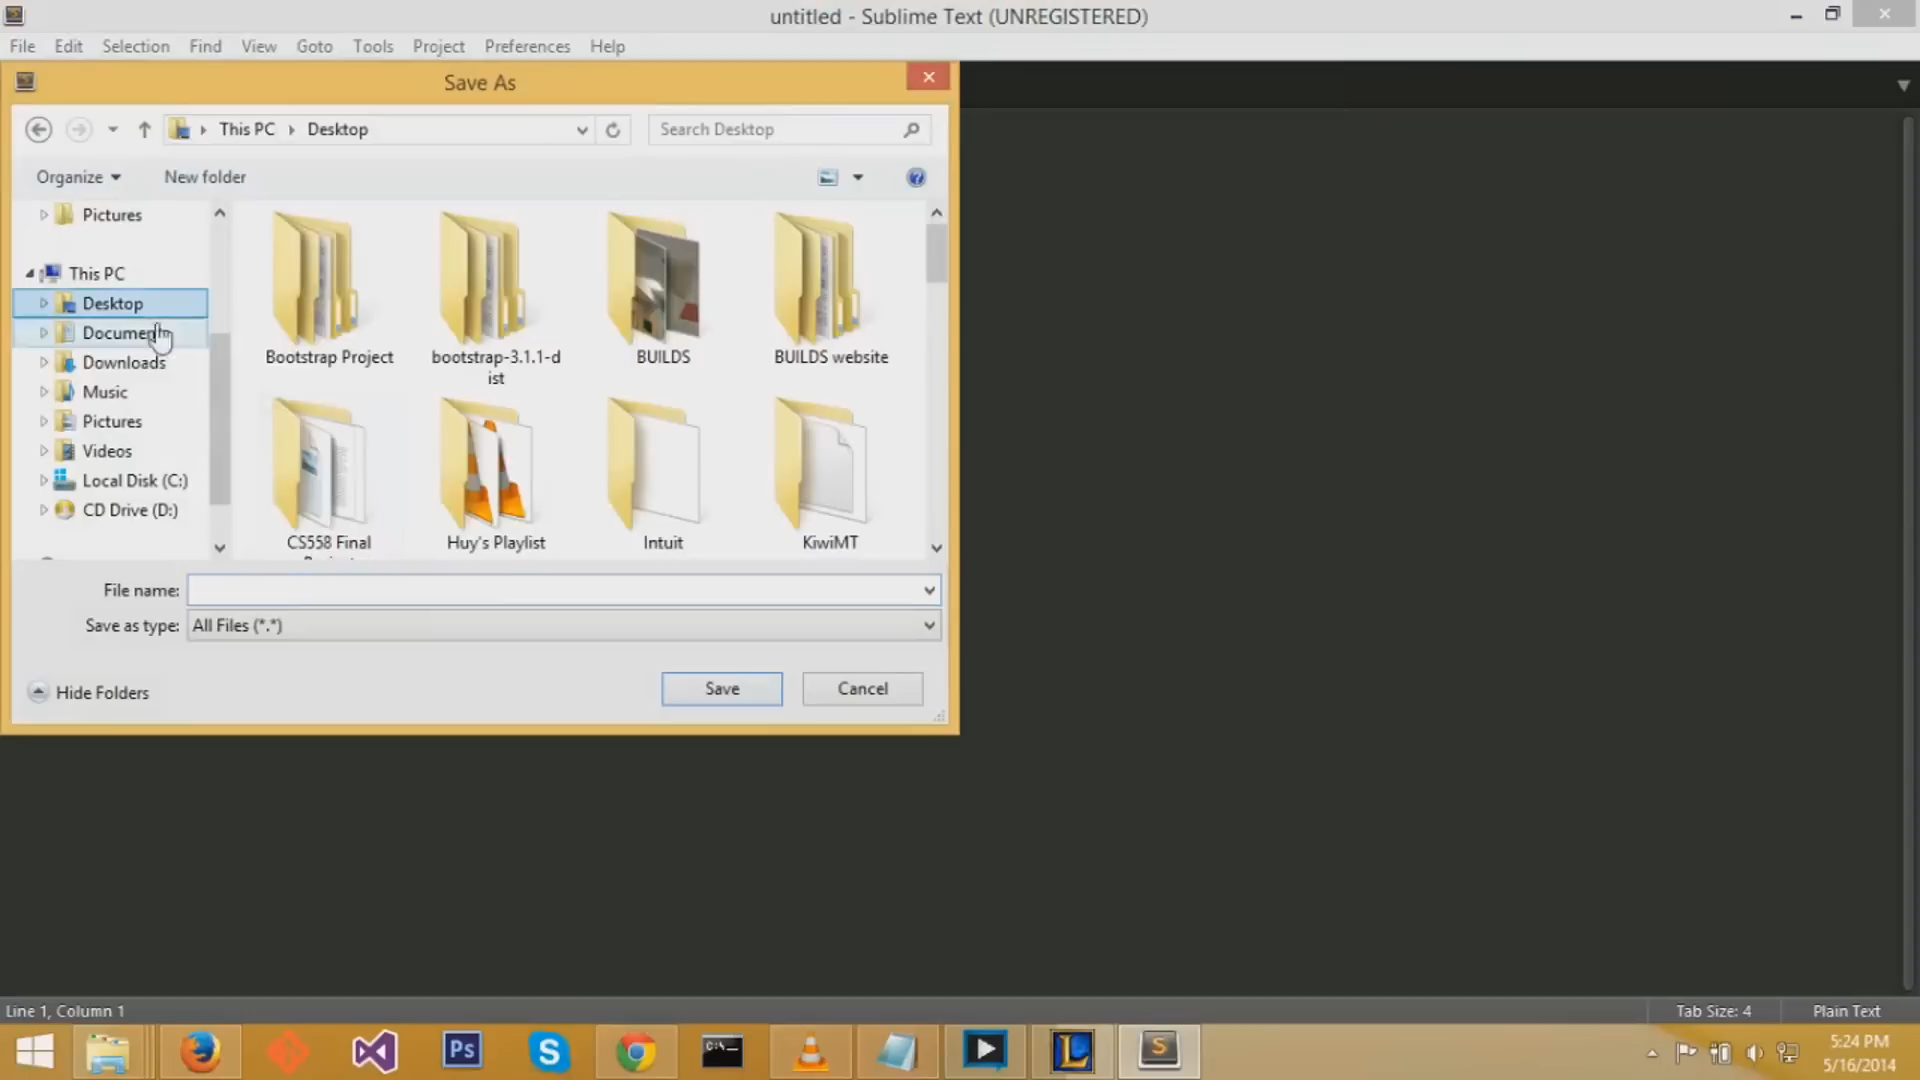 untitled - Sublime Text (UNREGISTERED)
File Edit Selection Find View Goto Tools Project Preferences Help
Save As
This PC Desktop
Search Desktop
Organize
New folder
Pictures
This PC
Desktop
Downloads
Music
Pictures
Videos
Local Disk (C:)
CD Drive (D:)
Bootstrap Project
bootstrap-3.1.1-d
ist
BUILDS
BUILDS website
CS558 Final
Huy's Playlist
Intuit
KiwiMT
File name:
Save as type: All Files (*.*)
Hide Folders
Save
Cancel
Line 1, Column 1
Tab Size: 4
Plain Text
Ps
S
C:\_
L
S
5:24 PM
5/16/2014